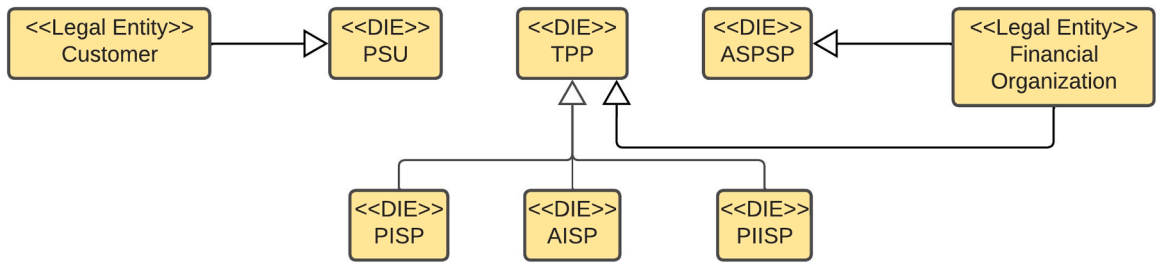 <<Legal Entity>>
Customer
<<DIE>>
PSU
<<DIE>>
TPP
<<DIE>>
ASPSP
<<Legal Entity>>
Financial
Organization
<<DIE>>
PISP
<<DIE>>
AISP
<<DIE>>
PIISP